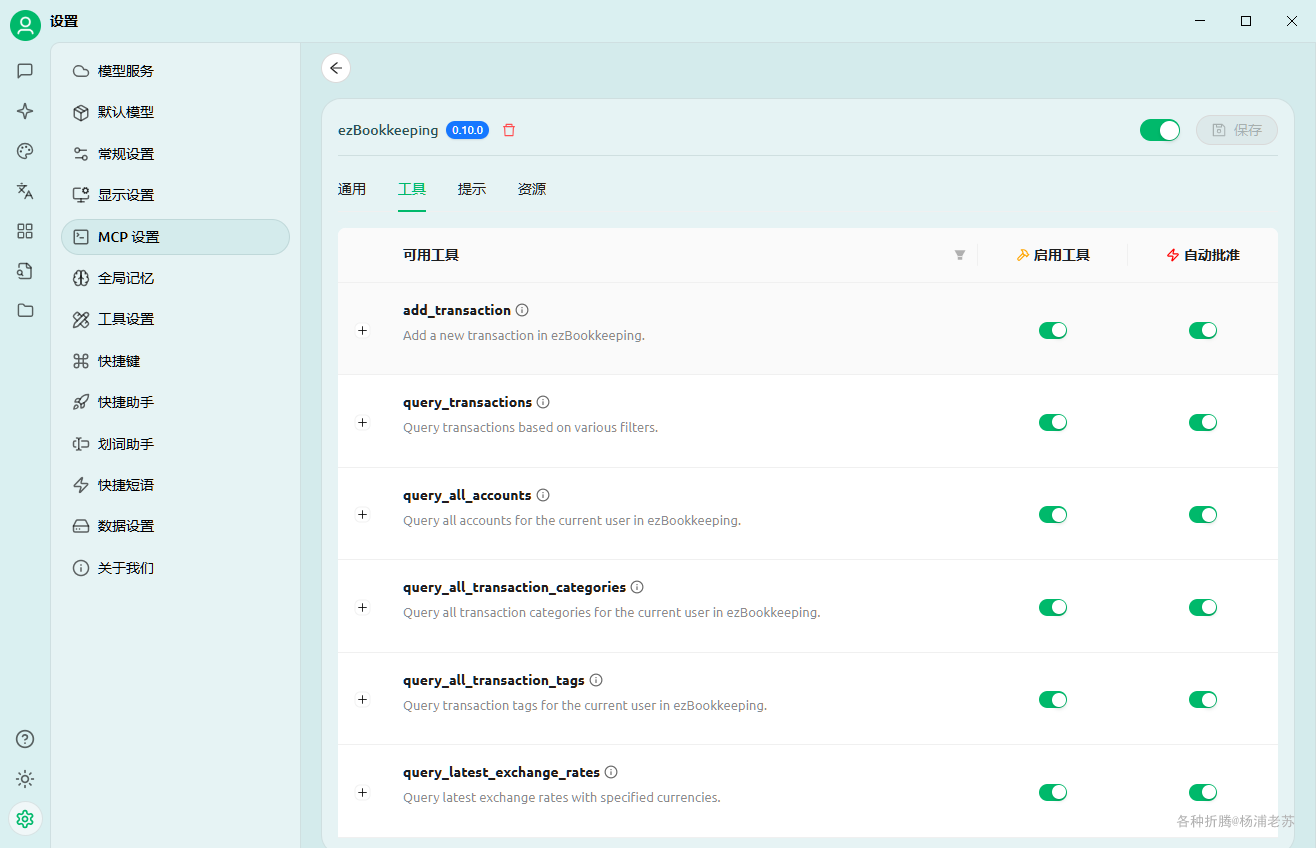 设置
模型服务
默认模型
常规设置
显示设置
MCP 设置
全局记忆
工具设置
快捷键
快捷助手
划词助手
快捷短语
数据设置
关于我们
ezBookkeeping 0.10.0 保存
通用 工具 提示 资源
可用工具 启用工具 自动批准
add_transaction
Add a new transaction in ezBookkeeping.
query_transactions
Query transactions based on various filters.
query_all_accounts
Query all accounts for the current user in ezBookkeeping.
query_all_transaction_categories
Query all transaction categories for the current user in ezBookkeeping.
query_all_transaction_tags
Query transaction tags for the current user in ezBookkeeping.
query_latest_exchange_rates
Query latest exchange rates with specified currencies.
各种折腾@杨浦老苏